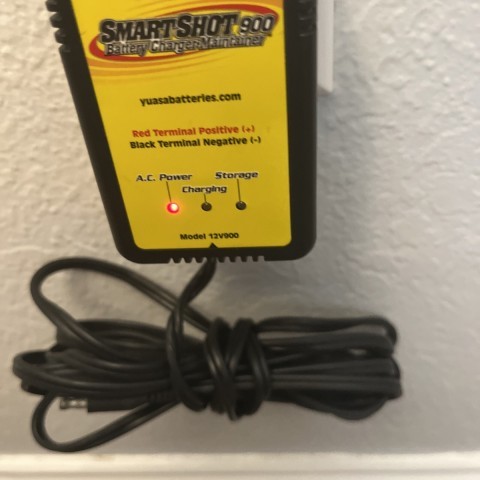 SMART SHOT 900
Battery Charger/Maintainer
yuasabatteries.com
Red Terminal Positive (+)
Black Terminal Negative (-)
A.C. Power
Storage
Charging
Model 12V900